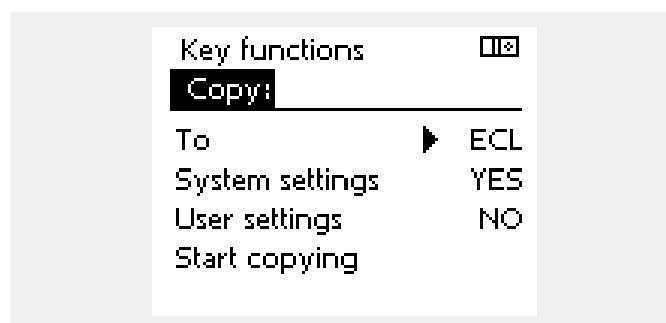 Key functions
Copy:
To ▶ ECL
System settings YES
User settings NO
Start copying